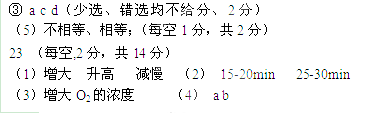 ③ a c d（少选、错选均不给分、2 分）
（5）不相等、相等；（每空 1 分，共 2 分）
23 （每空,2 分，共 14 分）
（1）增大 升高 减慢 （2） 15-20min 25-30min
（3）增大 O₂的浓度 （4） a b